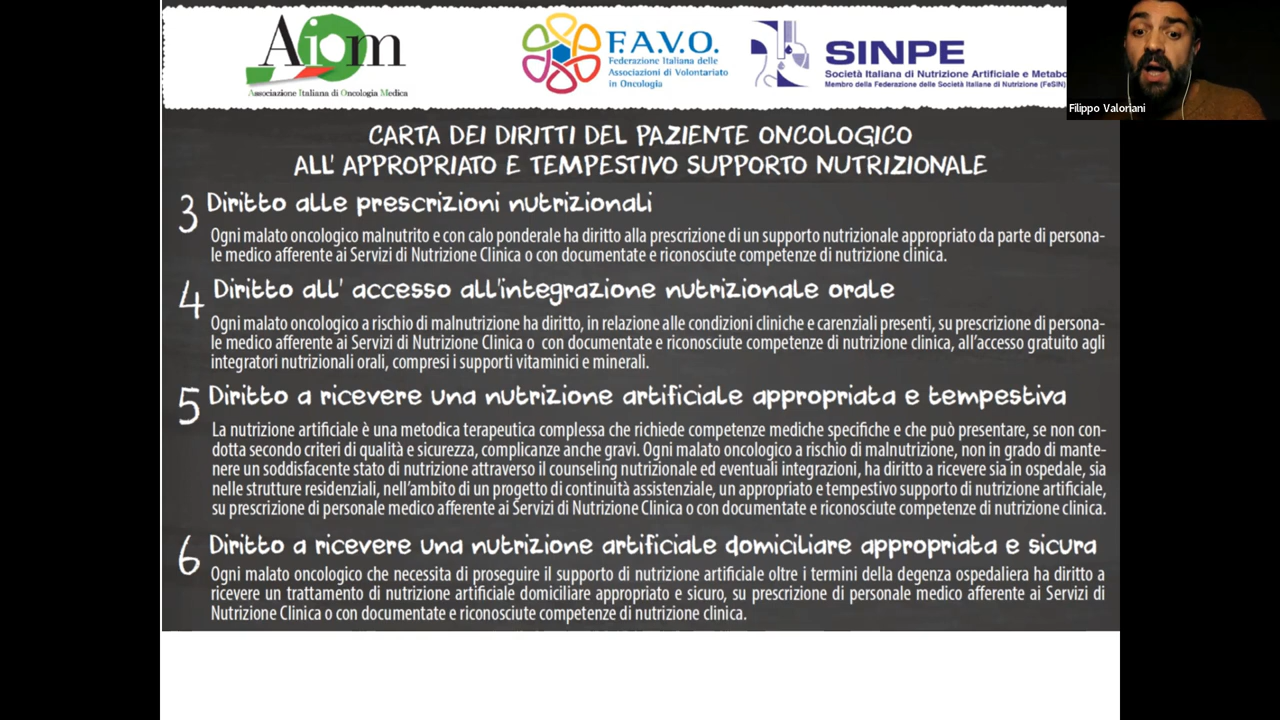 Aiom
Associazione Italiana di Oncologia Medica
F.A.V.O.
Federazione Italiana delle
Associazioni di Volontariato
in Oncologia
SINPE
Società Italiana di Nutrizione Artificiale e Metabo
Membro della Federazione delle Società Italiane di Nutrizione (FeSIN)
Filippo Valoriani
CARTA DEI DIRITTI DEL PAZIENTE ONCOLOGICO
ALL' APPROPRIATO E TEMPESTIVO SUPPORTO NUTRIZIONALE
3 Diritto alle prescrizioni nutrizionali
Ogni malato oncologico malnutrito e con calo ponderale ha diritto alla prescrizione di un supporto nutrizionale appropriato da parte di persona-
le medico afferente ai Servizi di Nutrizione Clinica o con documentate e riconosciute competenze di nutrizione clinica.
4 Diritto all' accesso all'integrazione nutrizionale orale
Ogni malato oncologico a rischio di malnutrizione ha diritto, in relazione alle condizioni cliniche e carenziali presenti, su prescrizione di persona-
le medico afferente ai Servizi di Nutrizione Clinica o con documentate e riconosciute competenze di nutrizione clinica, all'accesso gratuito agli
integratori nutrizionali orali, compresi i supporti vitaminici e minerali.
5 Diritto a ricevere una nutrizione artificiale appropriata e tempestiva
La nutrizione artificiale è una metodica terapeutica complessa che richiede competenze mediche specifiche e che può presentare, se non con-
dotta secondo criteri di qualità e sicurezza, complicanze anche gravi. Ogni malato oncologico a rischio di malnutrizione, non in grado di mante-
nere un soddisfacente stato di nutrizione attraverso il counseling nutrizionale ed eventuali integrazioni, ha diritto a ricevere sia in ospedale, sia
nelle strutture residenziali, nell'ambito di un progetto di continuità assistenziale, un appropriato e tempestivo supporto di nutrizione artificiale,
su prescrizione di personale medico afferente ai Servizi di Nutrizione Clinica o con documentate e riconosciute competenze di nutrizione clinica.
6 Diritto a ricevere una nutrizione artificiale domiciliare appropriata e sicura
Ogni malato oncologico che necessita di proseguire il supporto di nutrizione artificiale oltre i termini della degenza ospedaliera ha diritto a
ricevere un trattamento di nutrizione artificiale domiciliare appropriato e sicuro, su prescrizione di personale medico afferente ai Servizi di
Nutrizione Clinica o con documentate e riconosciute competenze di nutrizione clinica.